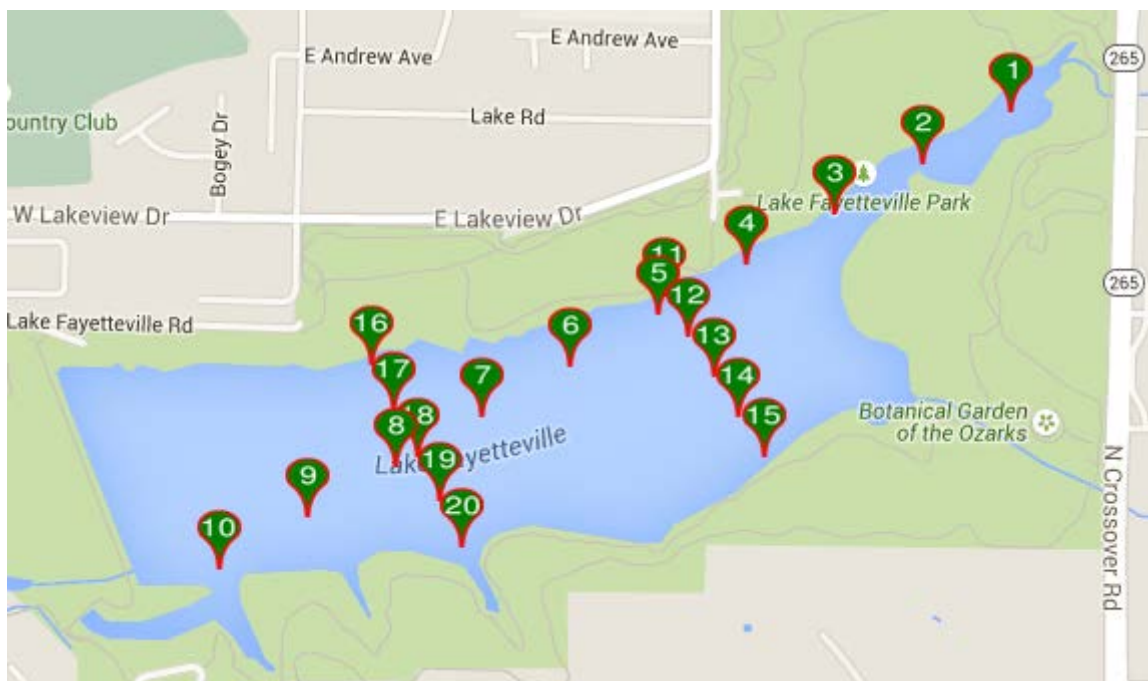 E Andrew Ave
E Andrew Ave
265
1
ountry Club
Bogey Dr
Lake Rd
2
3
Lake Fayetteville Park
W Lakeview Dr
E Lakeview Dr
4
11
5
12
265
Lake Fayetteville Rd
16
6
13
17
7
14
8
18
15
Botanical Garden
of the Ozarks
Lake Fayetteville
19
9
20
10
N Crossover Rd